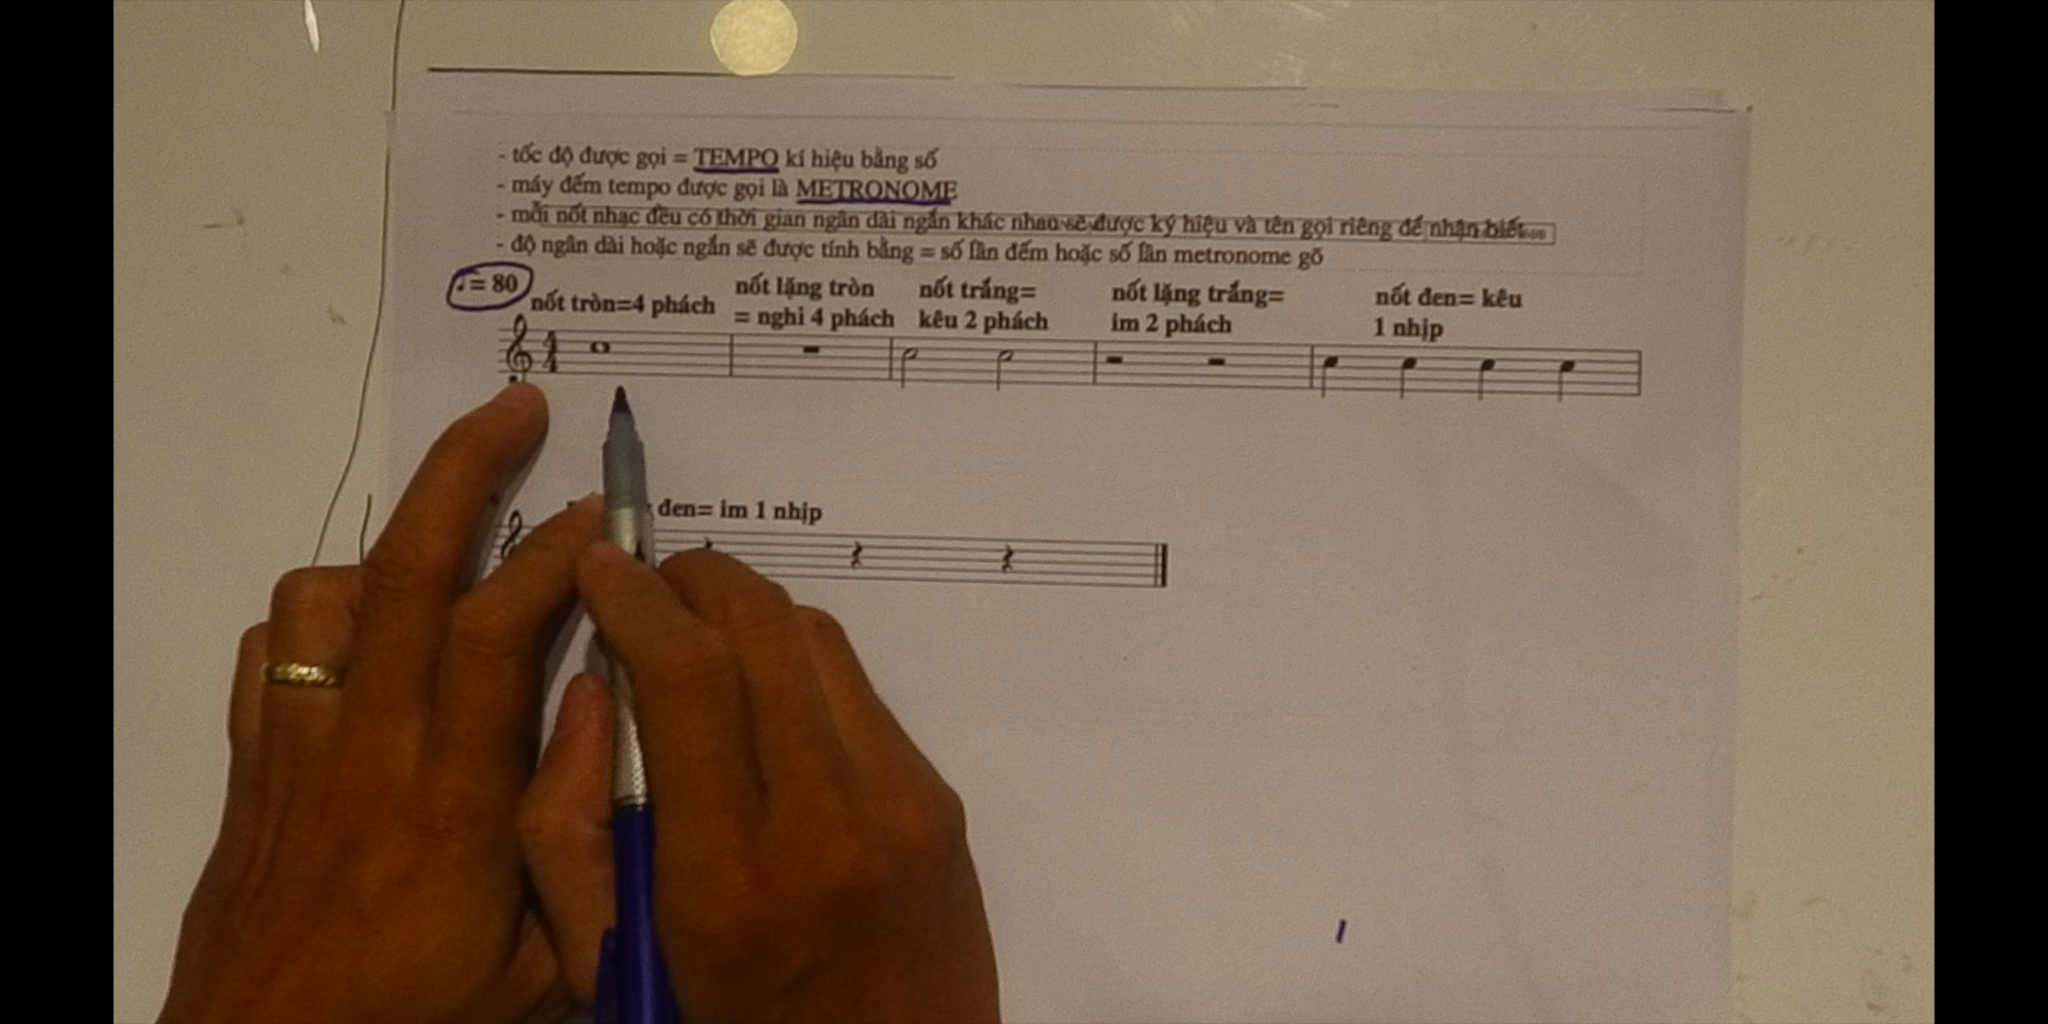 - tốc độ được gọi = TEMPO kí hiệu bằng số
- máy đếm tempo được gọi là METRONOME
- mỗi nốt nhạc đều có thời gian ngân dài ngắn khác nhau sẽ được ký hiệu và tên gọi riêng để nhận biết...
- độ ngân dài hoặc ngắn sẽ được tính bằng = số lần đếm hoặc số lần metronome gõ
♩= 80
nốt tròn=4 phách
nốt lặng tròn
= nghỉ 4 phách
nốt trắng=
kêu 2 phách
nốt lặng trắng=
im 2 phách
nốt đen= kêu
1 nhịp
4
4
đen= im 1 nhịp